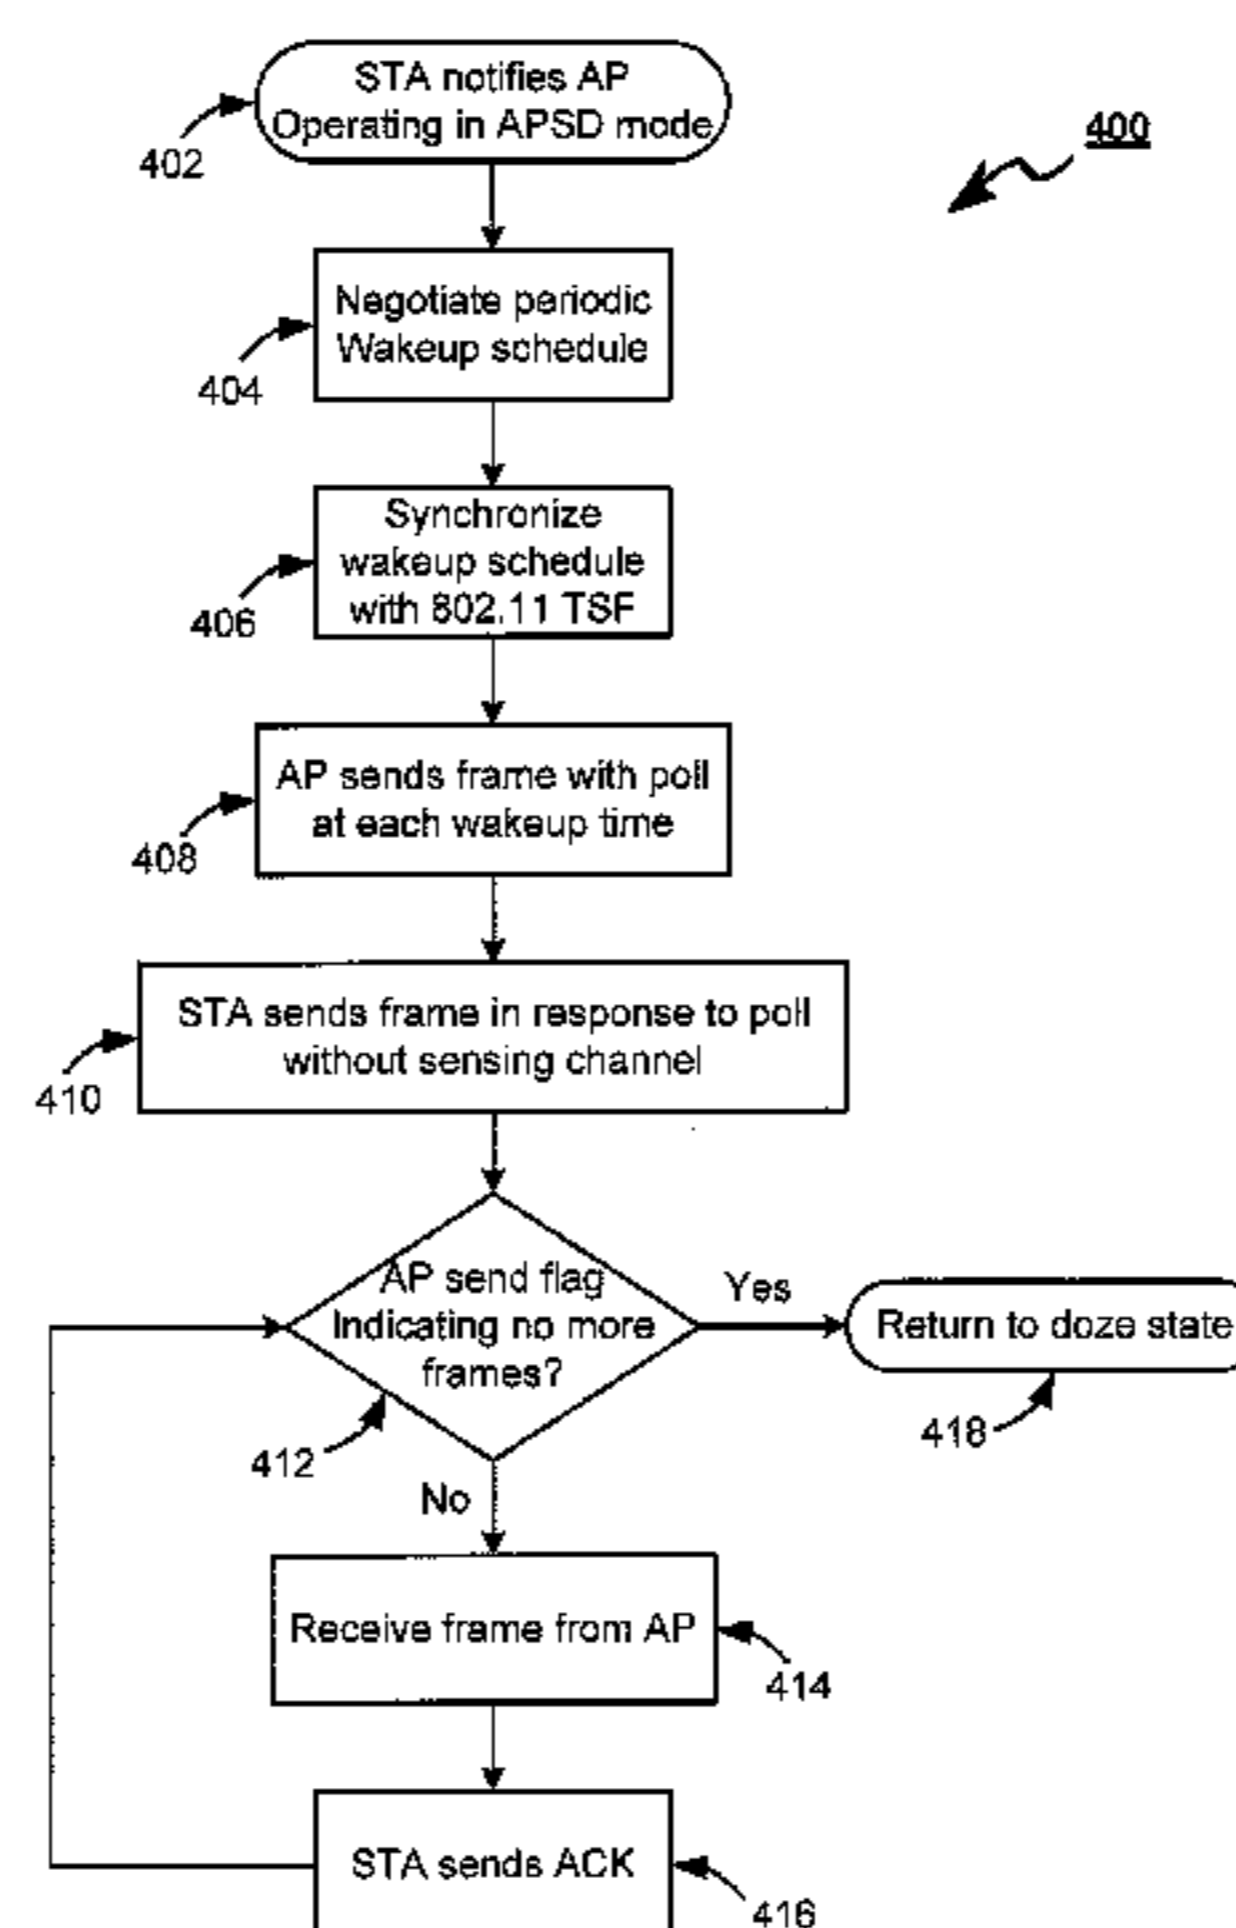 STA notifies AP
Operating in APSD mode
402
400
Negotiate periodic
Wakeup schedule
404
Synchronize
wakeup schedule
with 802.11 TSF
406
AP sends frame with poll
at each wakeup time
408
STA sends frame in response to poll
without sensing channel
410
AP send flag
Indicating no more
frames?
Yes
Return to doze state
412
418
No
Receive frame from AP
414
STA sends ACK
416